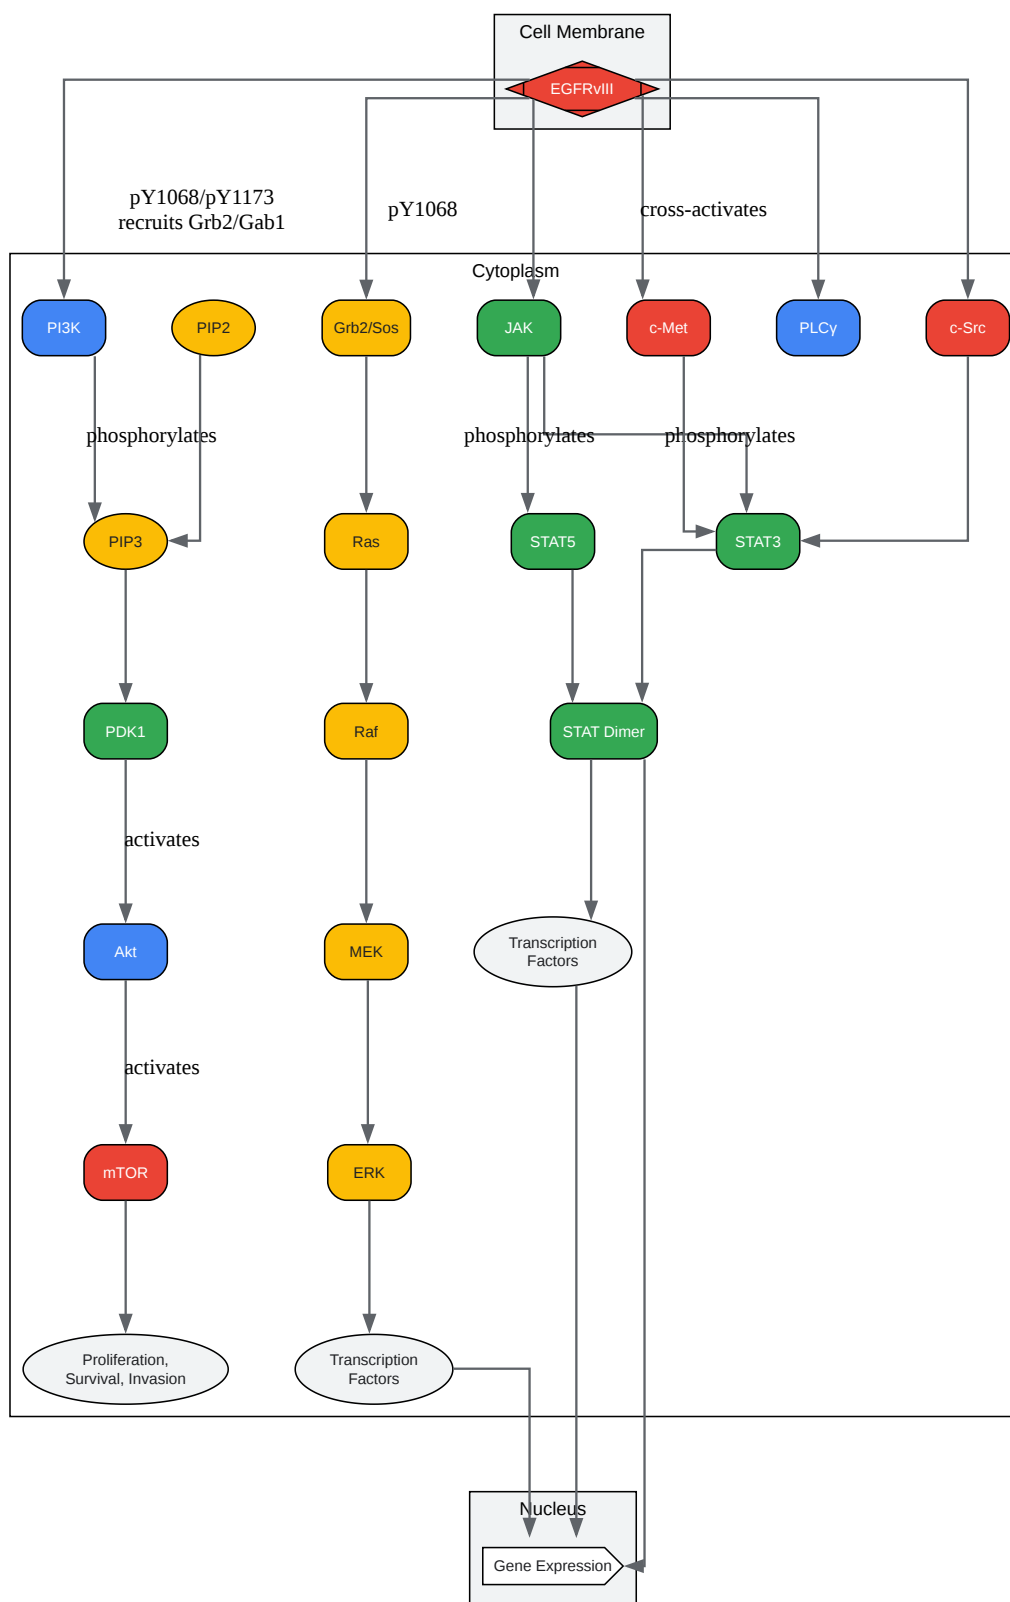 Cell Membrane
EGFRvIII
pY1068/pY1173
recruits Grb2/Gab1
pY1068
cross-activates
Cytoplasm
PI3K
PIP2
Grb2/Sos
JAK
c-Met
PLCγ
c-Src
phosphorylates
phosphorylates
phosphorylates
PIP3
Ras
STAT5
STAT3
PDK1
Raf
STAT Dimer
activates
Akt
MEK
Transcription
Factors
activates
mTOR
ERK
Proliferation,
Survival, Invasion
Transcription
Factors
Nucleus
Gene Expression